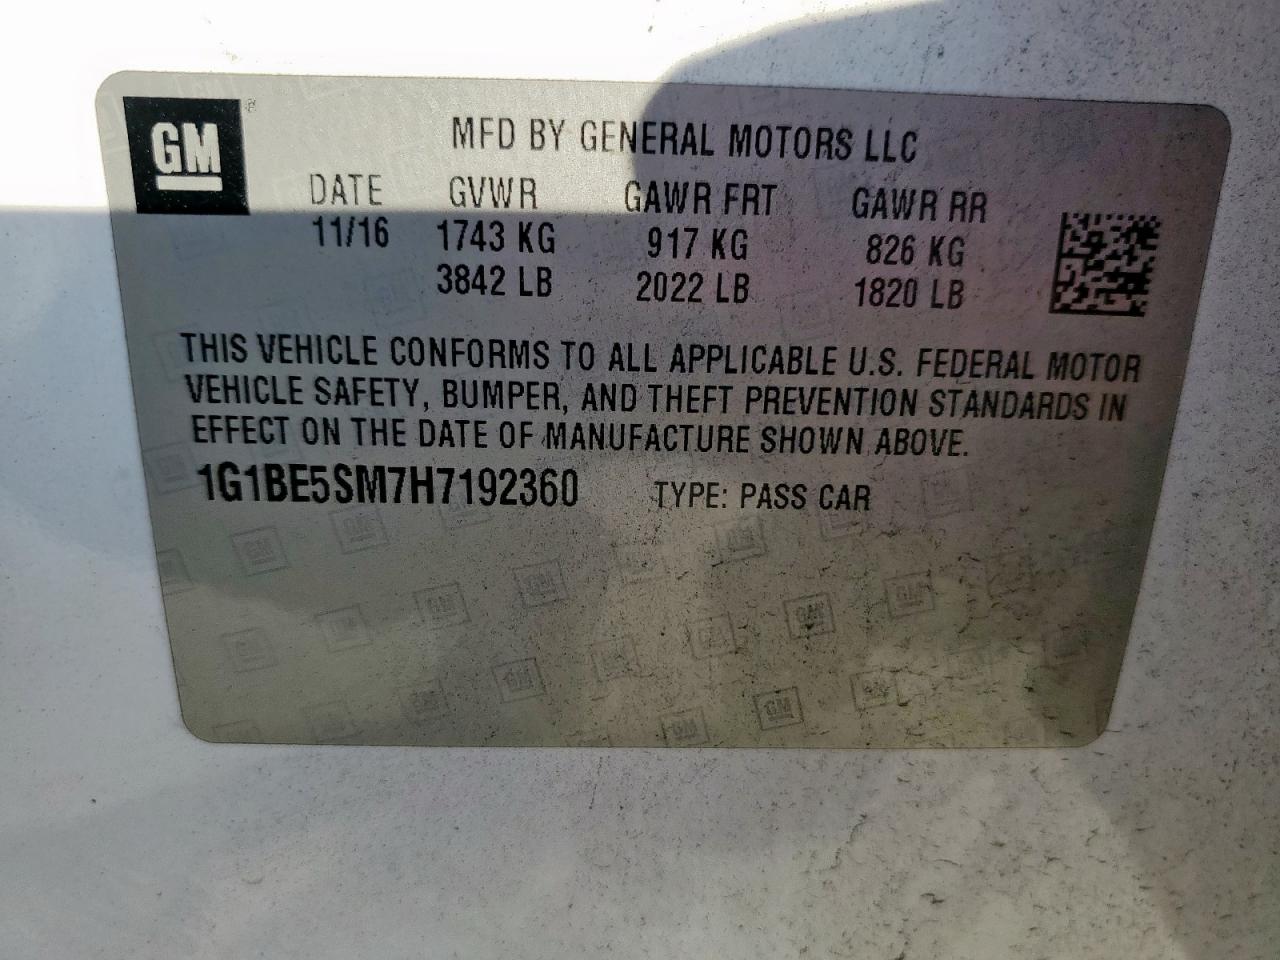 GM
MFD BY GENERAL MOTORS LLC
DATE GVWR GAWR FRT GAWR RR
11/16 1743 KG 917 KG 826 KG
3842 LB 2022 LB 1820 LB
THIS VEHICLE CONFORMS TO ALL APPLICABLE U.S. FEDERAL MOTOR
VEHICLE SAFETY, BUMPER, AND THEFT PREVENTION STANDARDS IN
EFFECT ON THE DATE OF MANUFACTURE SHOWN ABOVE.
1G1BE5SM7H7192360 TYPE: PASS CAR